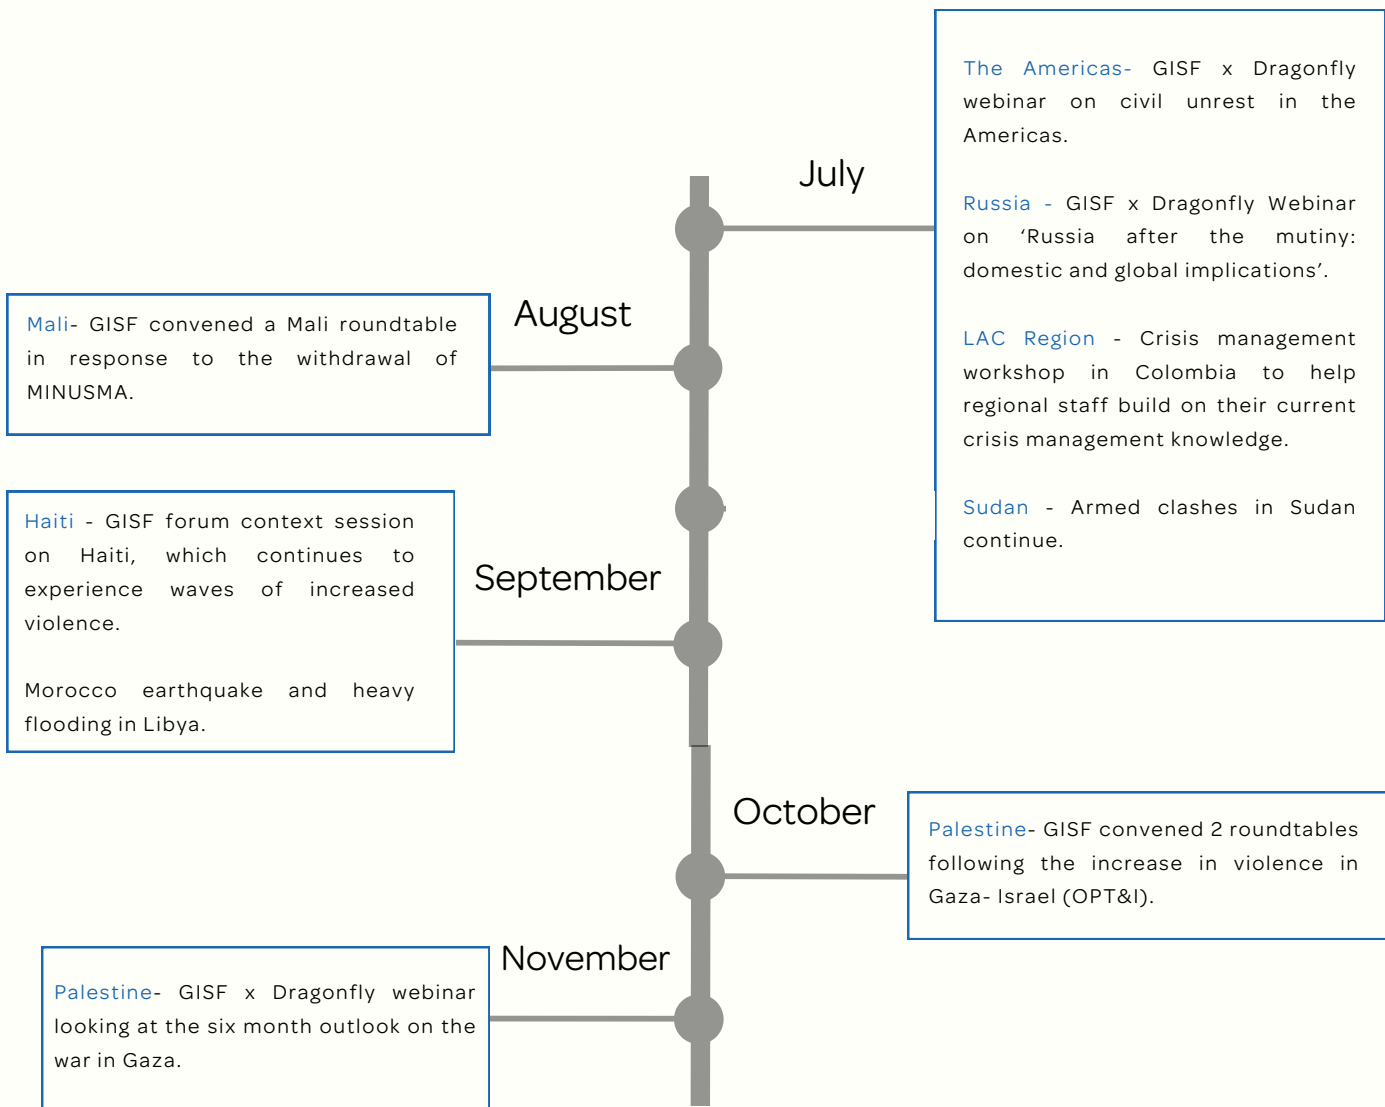 July
The Americas- GISF x Dragonfly
webinar on civil unrest in the
Americas.
Russia - GISF x Dragonfly Webinar
on ‘Russia after the mutiny:
domestic and global implications’.
LAC Region - Crisis management
workshop in Colombia to help
regional staff build on their current
crisis management knowledge.
Sudan - Armed clashes in Sudan
continue.
August
Mali- GISF convened a Mali roundtable
in response to the withdrawal of
MINUSMA.
September
Haiti - GISF forum context session
on Haiti, which continues to
experience waves of increased
violence.
Morocco earthquake and heavy
flooding in Libya.
October
Palestine- GISF convened 2 roundtables
following the increase in violence in
Gaza- Israel (OPT&I).
November
Palestine- GISF x Dragonfly webinar
looking at the six month outlook on the
war in Gaza.